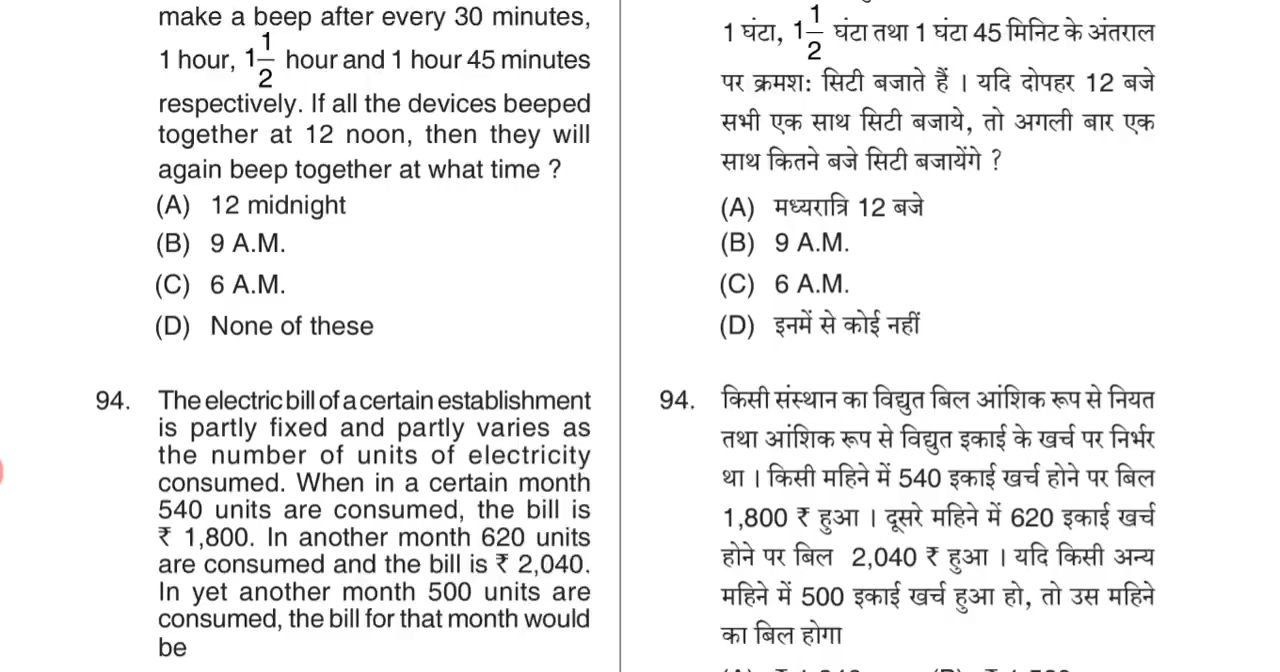 make a beep after every 30 minutes,
1 hour, 1 1/2 hour and 1 hour 45 minutes
respectively. If all the devices beeped
together at 12 noon, then they will
again beep together at what time ?
(A) 12 midnight
(B) 9 A.M.
(C) 6 A.M.
(D) None of these
94. The electric bill of a certain establishment
is partly fixed and partly varies as
the number of units of electricity
consumed. When in a certain month
540 units are consumed, the bill is
₹ 1,800. In another month 620 units
are consumed and the bill is ₹ 2,040.
In yet another month 500 units are
consumed, the bill for that month would
be
1 घंटा, 1 1/2 घंटा तथा 1 घंटा 45 मिनिट के अंतराल
पर क्रमश: सिटी बजाते हैं । यदि दोपहर 12 बजे
सभी एक साथ सिटी बजाये, तो अगली बार एक
साथ कितने बजे सिटी बजायेंगे ?
(A) मध्यरात्रि 12 बजे
(B) 9 A.M.
(C) 6 A.M.
(D) इनमें से कोई नहीं
94. किसी संस्थान का विद्युत बिल आंशिक रूप से नियत
तथा आंशिक रूप से विद्युत इकाई के खर्च पर निर्भर
था । किसी महिने में 540 इकाई खर्च होने पर बिल
1,800 ₹ हुआ । दूसरे महिने में 620 इकाई खर्च
होने पर बिल 2,040 ₹ हुआ । यदि किसी अन्य
महिने में 500 इकाई खर्च हुआ हो, तो उस महिने
का बिल होगा